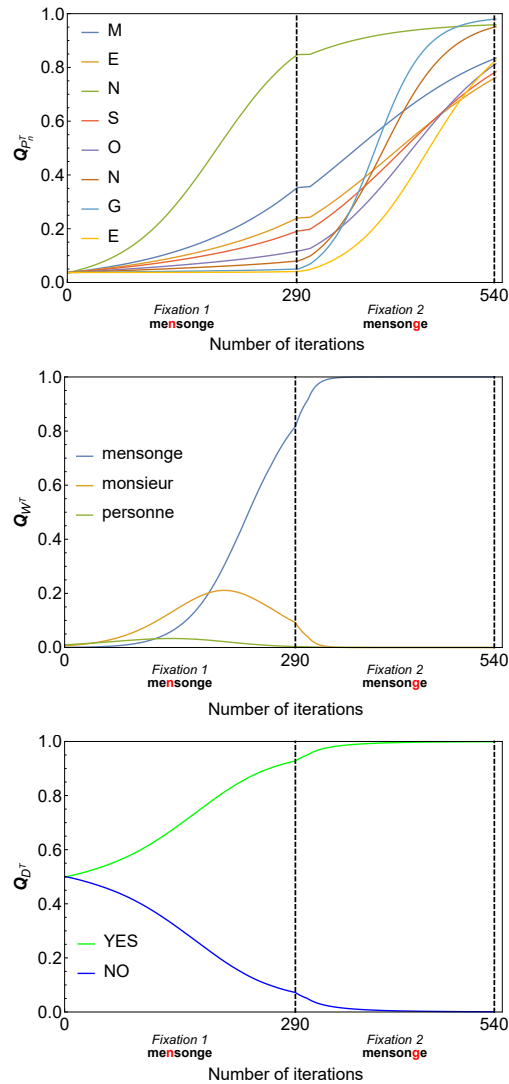 1.0
0.8
0.6
0.4
0.2
0.0
Q_{P_n^T}
M
E
N
S
O
N
G
E
0
290
540
Fixation 1
Fixation 2
mensonge
mensonge
Number of iterations
1.0
0.8
0.6
0.4
0.2
0.0
Q_{W^T}
mensonge
monsieur
personne
0
290
540
Fixation 1
Fixation 2
mensonge
mensonge
Number of iterations
1.0
0.8
0.6
0.4
0.2
0.0
Q_{D^T}
YES
NO
0
290
540
Fixation 1
Fixation 2
mensonge
mensonge
Number of iterations